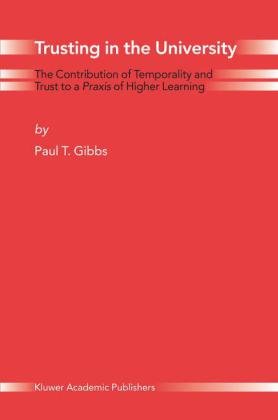 Trusting in the University
The Contribution of Temporality and
Trust to a Praxis of Higher Learning
by
Paul T. Gibbs
Kluwer Academic Publishers